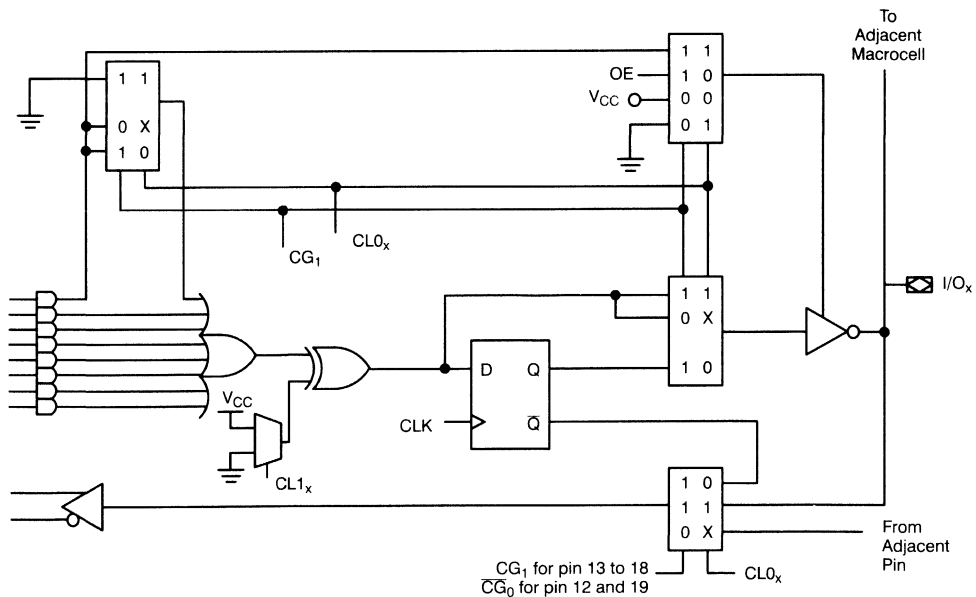 To
Adjacent
Macrocell
1 1
OE 1 0
VCC 0 0
0 1
1 1
0 X
1 0
CL0x
CG1
I/Ox
1 1
0 X
1 0
D Q
CLK Q̅
VCC
CL1x
1 0
1 1
0 X
From
Adjacent
Pin
CG1 for pin 13 to 18
C̅G̅0 for pin 12 and 19
CL0x